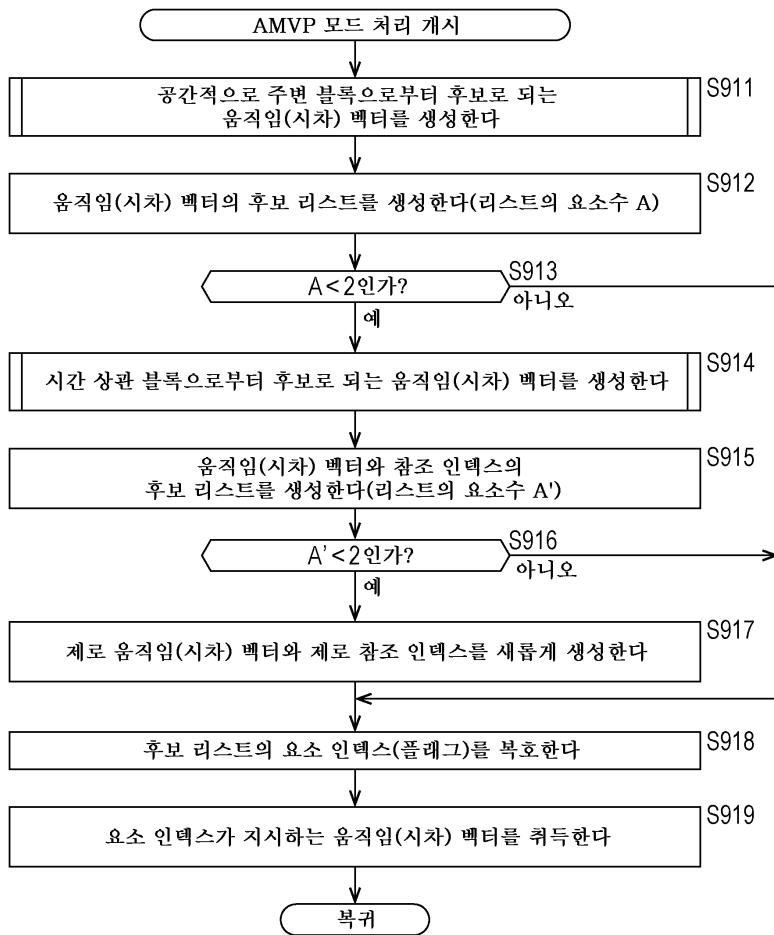 AMVP 모드 처리 개시
공간적으로 주변 블록으로부터 후보로 되는
움직임(시차) 벡터를 생성한다
S911
움직임(시차) 벡터의 후보 리스트를 생성한다(리스트의 요소수 A)
S912
A<2인가?
S913
아니오
예
시간 상관 블록으로부터 후보로 되는 움직임(시차) 벡터를 생성한다
S914
움직임(시차) 벡터와 참조 인덱스의
후보 리스트를 생성한다(리스트의 요소수 A')
S915
A'<2인가?
S916
아니오
예
제로 움직임(시차) 벡터와 제로 참조 인덱스를 새롭게 생성한다
S917
후보 리스트의 요소 인덱스(플래그)를 복호한다
S918
요소 인덱스가 지시하는 움직임(시차) 벡터를 취득한다
S919
복귀